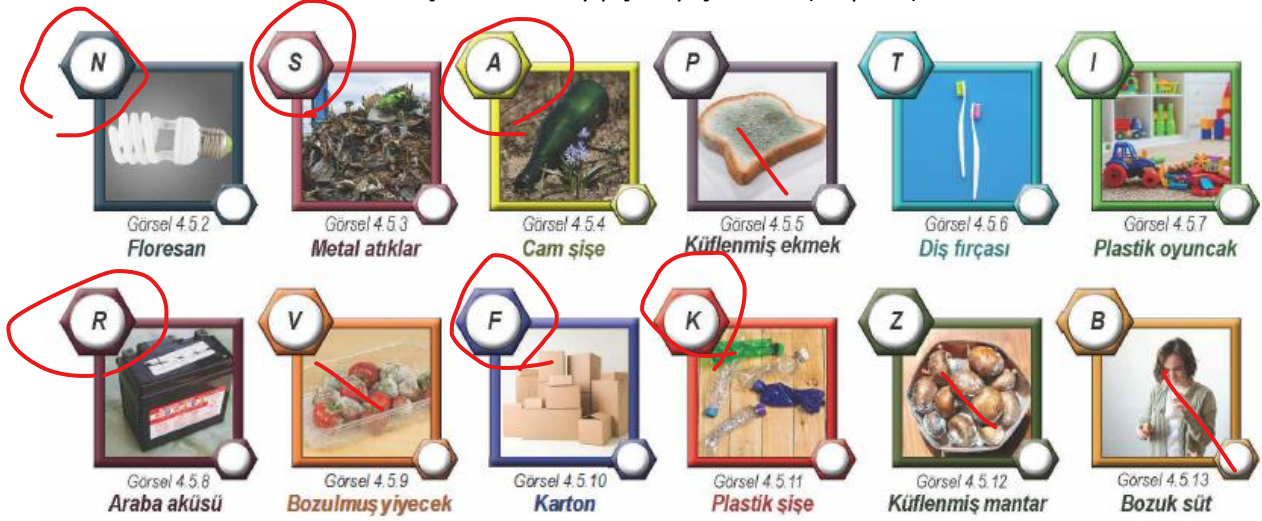 N S A P T I
Görsel 4.5.2 Görsel 4.5.3 Görsel 4.5.4 Görsel 4.5.5 Görsel 4.5.6 Görsel 4.5.7
Floresan Metal atıklar Cam şişe Küflenmiş ekmek Diş fırçası Plastik oyuncak
R V F K Z B
Görsel 4.5.8 Görsel 4.5.9 Görsel 4.5.10 Görsel 4.5.11 Görsel 4.5.12 Görsel 4.5.13
Araba aküsü Bozulmuş yiyecek Karton Plastik şişe Küflenmiş mantar Bozuk süt